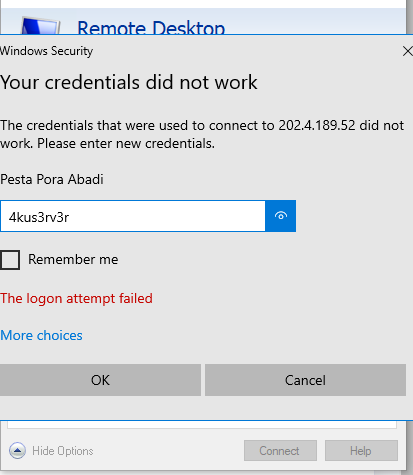 Remote Desktop
Windows Security
Your credentials did not work
The credentials that were used to connect to 202.4.189.52 did not
work. Please enter new credentials.
Pesta Pora Abadi
4kus3rv3r
Remember me
The logon attempt failed
More choices
OK Cancel
Hide Options Connect Help